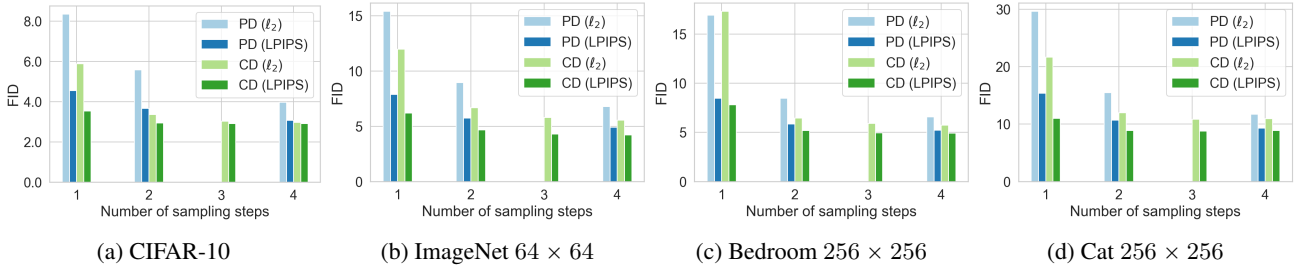 FID
8.0
6.0
4.0
2.0
0.0
1 2 3 4
Number of sampling steps
PD (ℓ₂)
PD (LPIPS)
CD (ℓ₂)
CD (LPIPS)
(a) CIFAR-10
FID
15
10
5
0
1 2 3 4
Number of sampling steps
PD (ℓ₂)
PD (LPIPS)
CD (ℓ₂)
CD (LPIPS)
(b) ImageNet 64 × 64
FID
15
10
5
0
1 2 3 4
Number of sampling steps
PD (ℓ₂)
PD (LPIPS)
CD (ℓ₂)
CD (LPIPS)
(c) Bedroom 256 × 256
FID
30
20
10
0
1 2 3 4
Number of sampling steps
PD (ℓ₂)
PD (LPIPS)
CD (ℓ₂)
CD (LPIPS)
(d) Cat 256 × 256